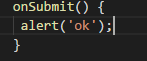 onSubmit() {
alert('ok');
}